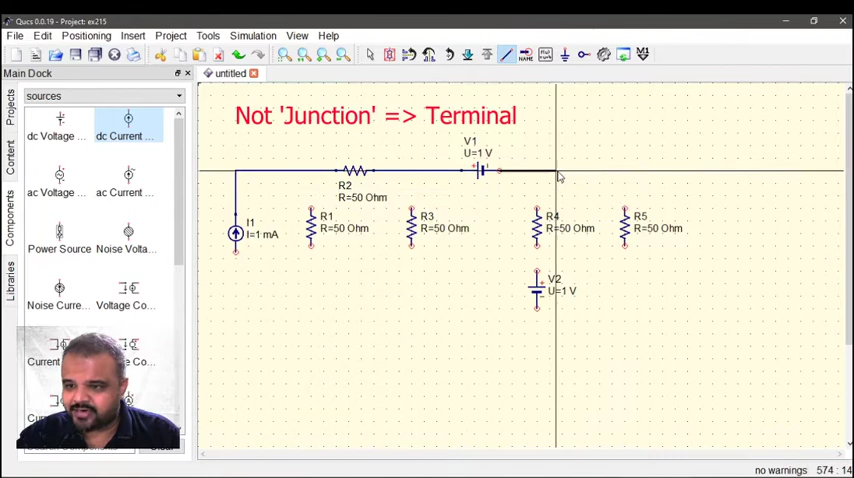 Qucs 0.0.19 - Project: ex215
File Edit Positioning Insert Project Tools Simulation View Help
Main Dock
untitled
sources
Projects
Content
Components
Libraries
dc Voltage ... dc Current ...
ac Voltage ... ac Current ...
Power Source Noise Volta...
Noise Curre... Voltage Co...
Current
Clear
NAME
Not 'Junction' => Terminal
V1
U=1 V
R2
R=50 Ohm
I1
I=1 mA
R1
R=50 Ohm
R3
R=50 Ohm
R4
R=50 Ohm
R5
R=50 Ohm
V2
U=1 V
no warnings 574 : 14